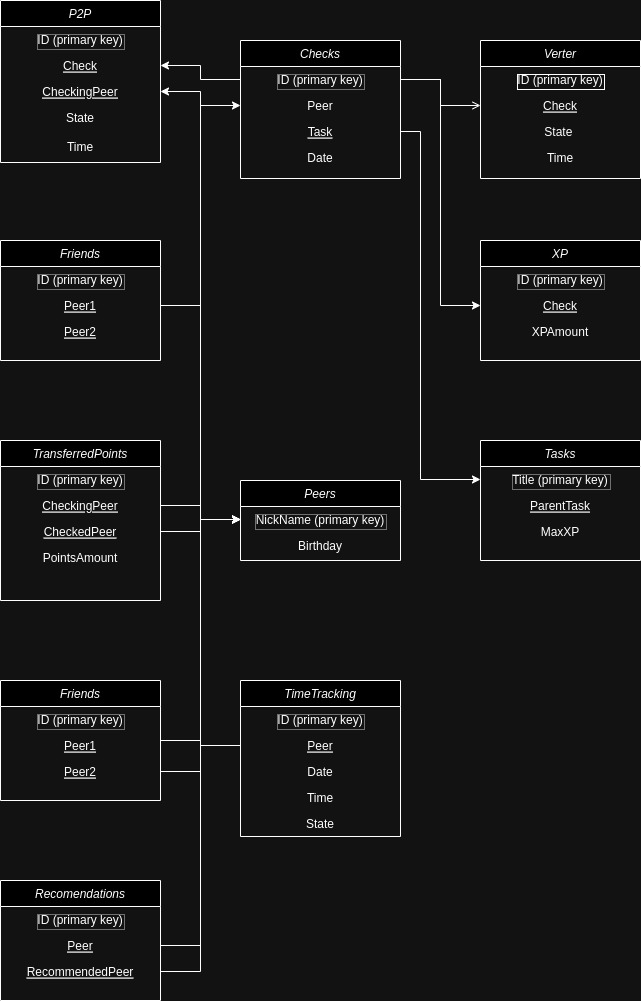 P2P
ID (primary key)
Check
CheckingPeer
State
Time
Checks
ID (primary key)
Peer
Task
Date
Verter
ID (primary key)
Check
State
Time
Friends
ID (primary key)
Peer1
Peer2
XP
ID (primary key)
Check
XPAmount
TransferredPoints
ID (primary key)
CheckingPeer
CheckedPeer
PointsAmount
Peers
NickName (primary key)
Birthday
Tasks
Title (primary key)
ParentTask
MaxXP
Friends
ID (primary key)
Peer1
Peer2
TimeTracking
ID (primary key)
Peer
Date
Time
State
Recomendations
ID (primary key)
Peer
RecommendedPeer